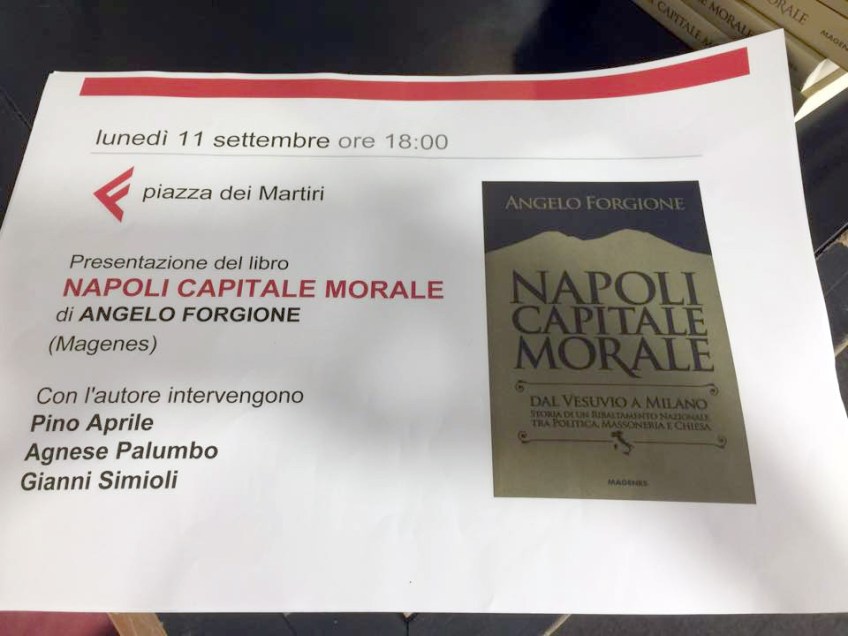 lunedì 11 settembre ore 18:00
piazza dei Martiri
Presentazione del libro
NAPOLI CAPITALE MORALE
di ANGELO FORGIONE
(Magenes)
Con l'autore intervengono
Pino Aprile
Agnese Palumbo
Gianni Simioli
ANGELO FORGIONE
NAPOLI
CAPITALE
MORALE
DAL VESUVIO A MILANO
STORIA DI UN RIBALTAMENTO NAZIONALE
TRA POLITICA, MASSONERIA E CHIESA
MAGENES
MORALE
MAGENES